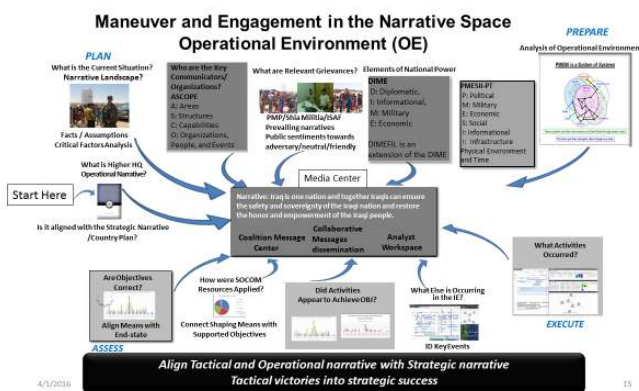 Maneuver and Engagement in the Narrative Space
Operational Environment (OE)
PLAN
What is the Current Situation?
Narrative Landscape?
Facts / Assumptions
Critical Factors Analysis
Who are the Key
Communicators/
Organizations?
ASCOPE
A: Areas
S: Structures
C: Capabilities
O: Organizations,
People, and Events
What are Relevant Grievances?
PMP/Shia Militia/ISAF
Prevailing narratives
Public sentiments towards
adversary/neutral/friendly
Elements of National Power
DIME
D: Diplomatic,
I: Informational,
M: Military
E: Economic
DIMEFIL is an
extension of the DIME
PMESII-PT
P: Political
M: Military
E: Economic
S: Social
I: Informational
I: Infrastructure
Physical Environment
and Time
PREPARE
Analysis of Operational Environment
PMESII is a System of Systems
What is Higher HQ
Operational Narrative?
Start Here
Is it aligned with the Strategic Narrative
/Country Plan?
Media Center
Narrative: Iraq is one nation and together Iraqis can ensure
the safety and sovereignty of the Iraqi nation and restore
the honor and empowerment of the Iraqi people.
Coalition Message
Center
Collaborative
Messages
dissemination
Analyst
Workspace
Are Objectives
Correct?
Align Means with
End-state
ASSESS
How were SOCOM
Resources Applied?
Connect Shaping Means with
Supported Objectives
Did Activities
Appear to Achieve OBJ?
What Else is Occurring
in the IE?
ID Key Events
What Activities
Occurred?
EXECUTE
Align Tactical and Operational narrative with Strategic narrative
Tactical victories into strategic success
4/1/2016
15